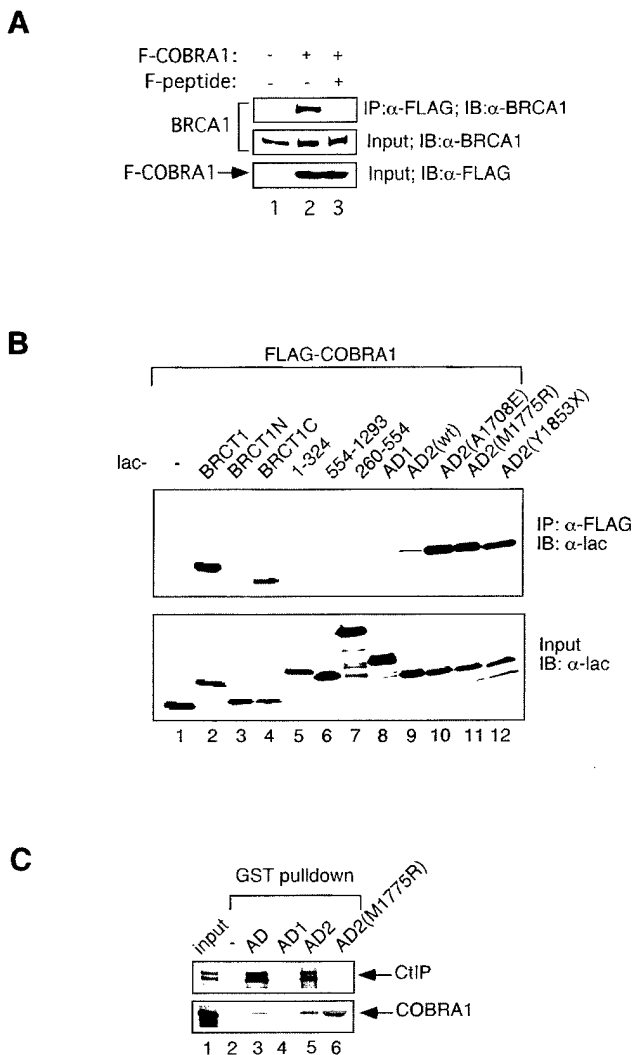 A
F-COBRA1: - + +
F-peptide: - - +
BRCA1
IP:α-FLAG; IB:α-BRCA1
Input; IB:α-BRCA1
F-COBRA1
Input; IB:α-FLAG
1 2 3
B
FLAG-COBRA1
lac- - BRCT1 BRCT1N BRCT1C 1-324 554-1293 260-554 AD1 AD2(wt) AD2(A1708E) AD2(M1775R) AD2(Y1853X)
IP: α-FLAG
IB: α-lac
Input
IB: α-lac
1 2 3 4 5 6 7 8 9 10 11 12
C
GST pulldown
input - AD AD1 AD2 AD2(M1775R)
CtIP
COBRA1
1 2 3 4 5 6